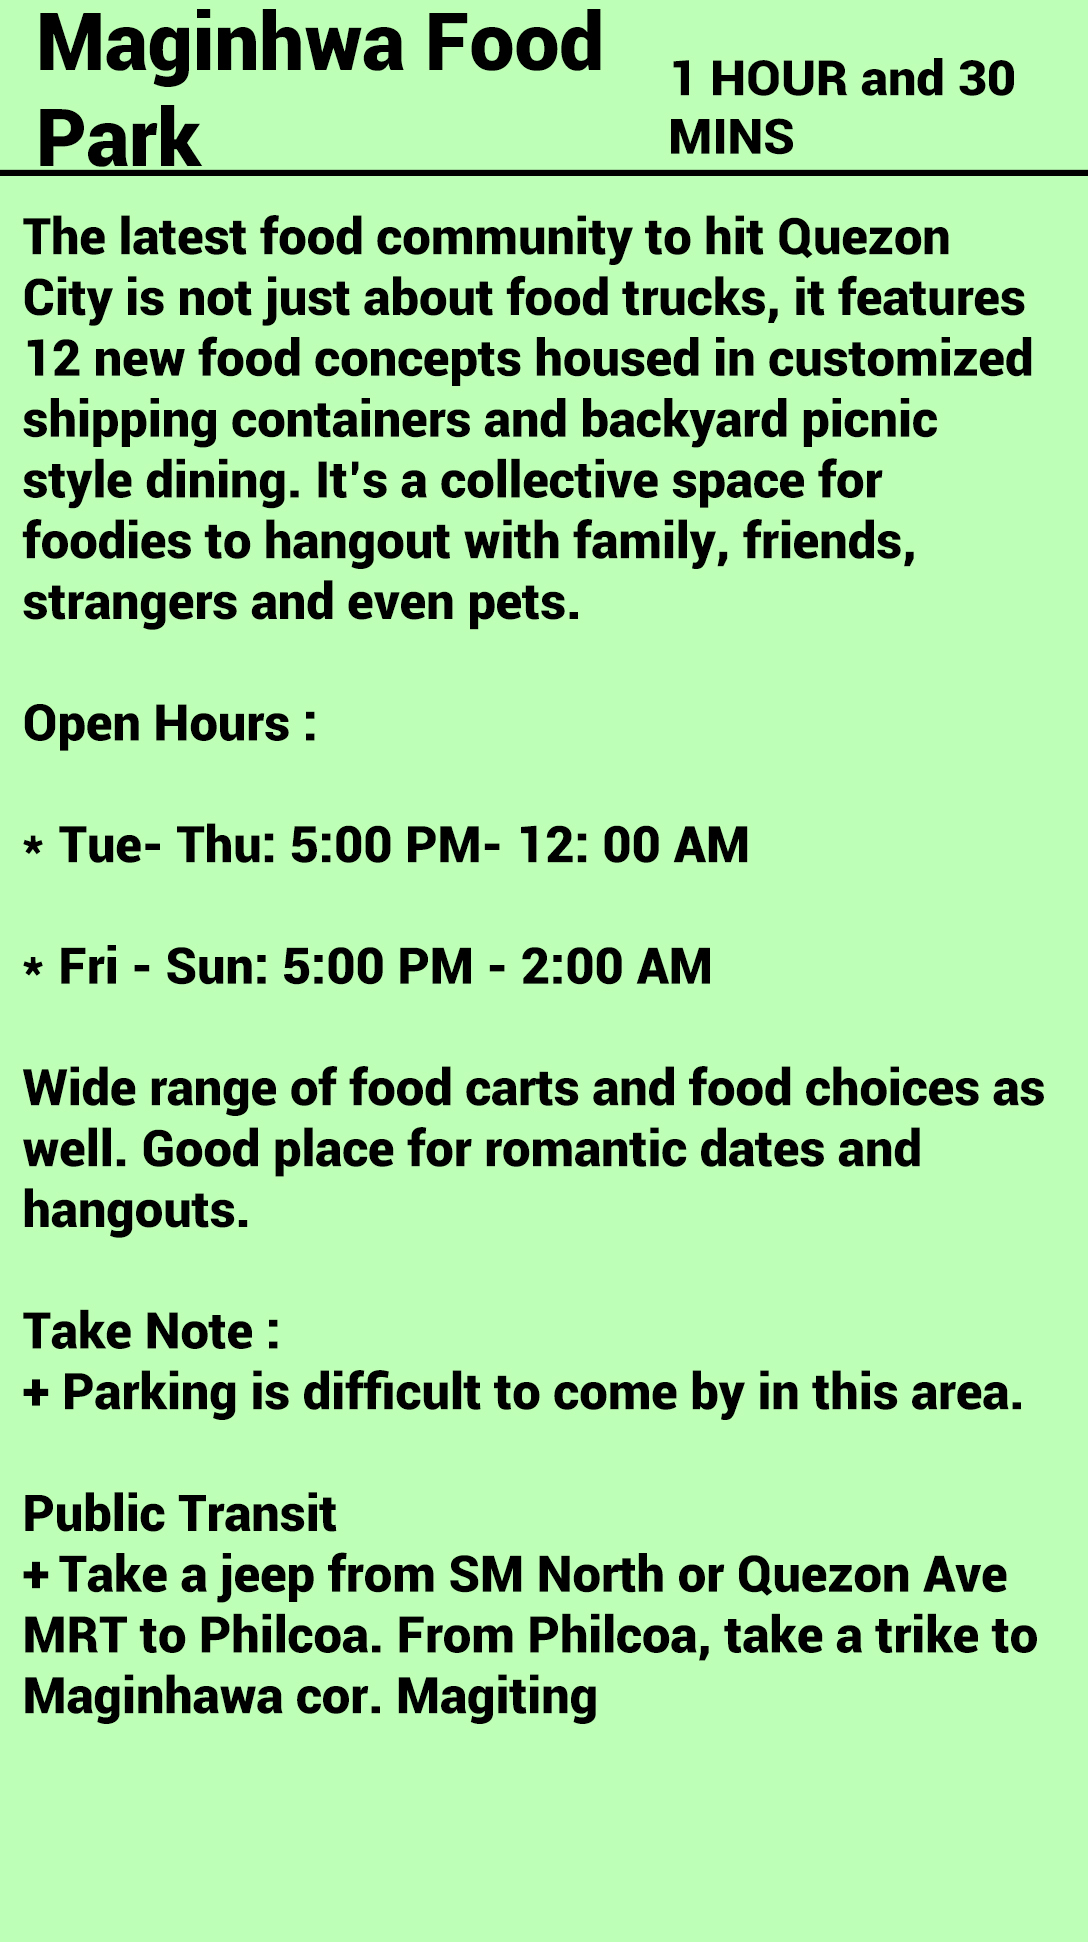 Maginhwa Food
Park
1 HOUR and 30
MINS
The latest food community to hit Quezon
City is not just about food trucks, it features
12 new food concepts housed in customized
shipping containers and backyard picnic
style dining. It's a collective space for
foodies to hangout with family, friends,
strangers and even pets.
Open Hours :
* Tue- Thu: 5:00 PM- 12: 00 AM
* Fri - Sun: 5:00 PM - 2:00 AM
Wide range of food carts and food choices as
well. Good place for romantic dates and
hangouts.
Take Note :
+ Parking is difficult to come by in this area.
Public Transit
+ Take a jeep from SM North or Quezon Ave
MRT to Philcoa. From Philcoa, take a trike to
Maginhawa cor. Magiting